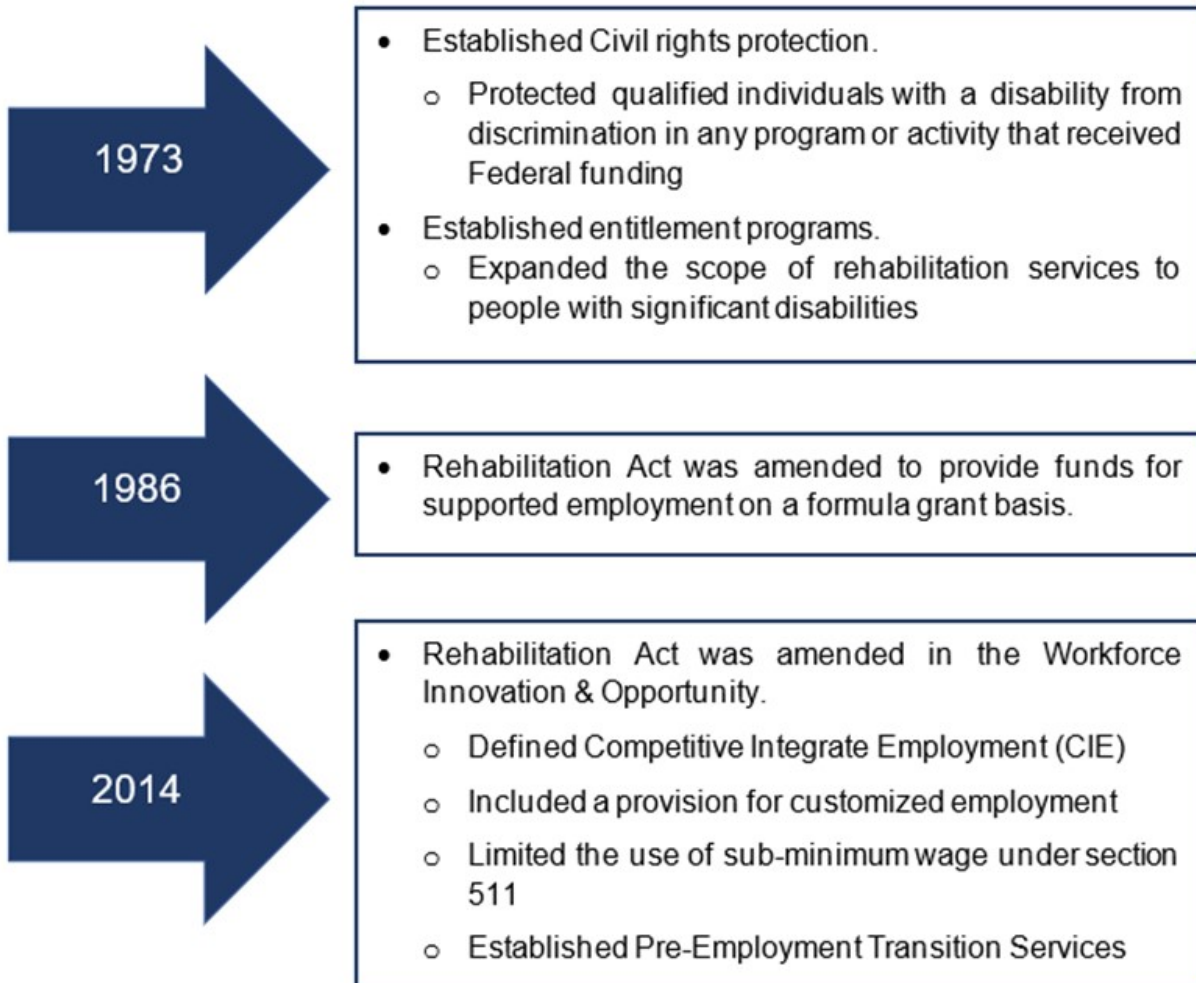 1973
• Established Civil rights protection.
o Protected qualified individuals with a disability from
discrimination in any program or activity that received
Federal funding
• Established entitlement programs.
o Expanded the scope of rehabilitation services to
people with significant disabilities
1986
• Rehabilitation Act was amended to provide funds for
supported employment on a formula grant basis.
2014
• Rehabilitation Act was amended in the Workforce
Innovation & Opportunity.
o Defined Competitive Integrate Employment (CIE)
o Included a provision for customized employment
o Limited the use of sub-minimum wage under section
511
o Established Pre-Employment Transition Services